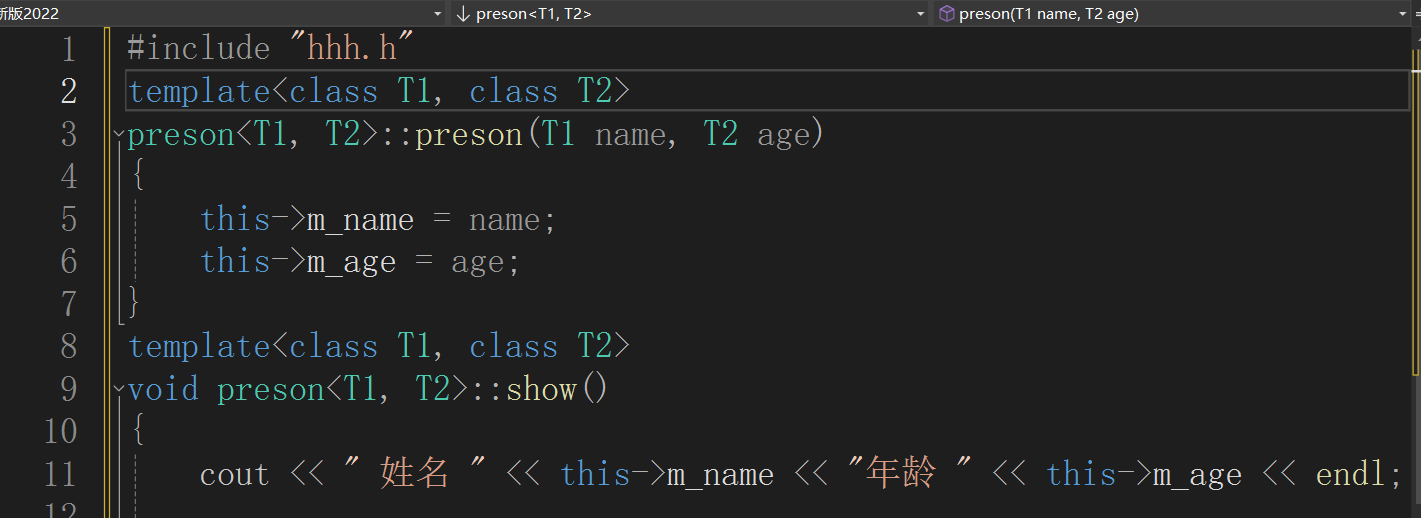 新版2022 preson<T1, T2> preson(T1 name, T2 age)
1 #include "hhh.h"
2 template<class T1, class T2>
3 preson<T1, T2>::preson(T1 name, T2 age)
4 {
5 this->m_name = name;
6 this->m_age = age;
7 }
8 template<class T1, class T2>
9 void preson<T1, T2>::show()
10 {
11 cout << " 姓名 " << this->m_name << "年龄 " << this->m_age << endl;
12